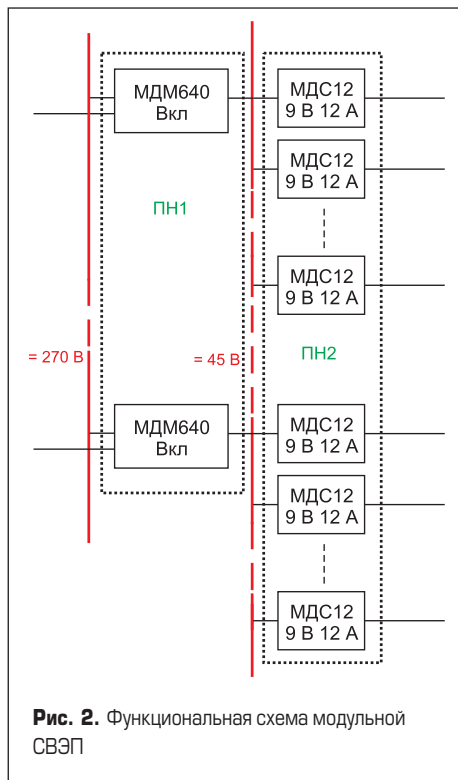 МДМ640
Вкл
МДС12
9 В 12 А
МДС12
9 В 12 А
ПН1
МДС12
9 В 12 А
= 270 В
= 45 В
ПН2
МДМ640
Вкл
МДС12
9 В 12 А
МДС12
9 В 12 А
МДС12
9 В 12 А
Рис. 2. Функциональная схема модульной
СВЭП